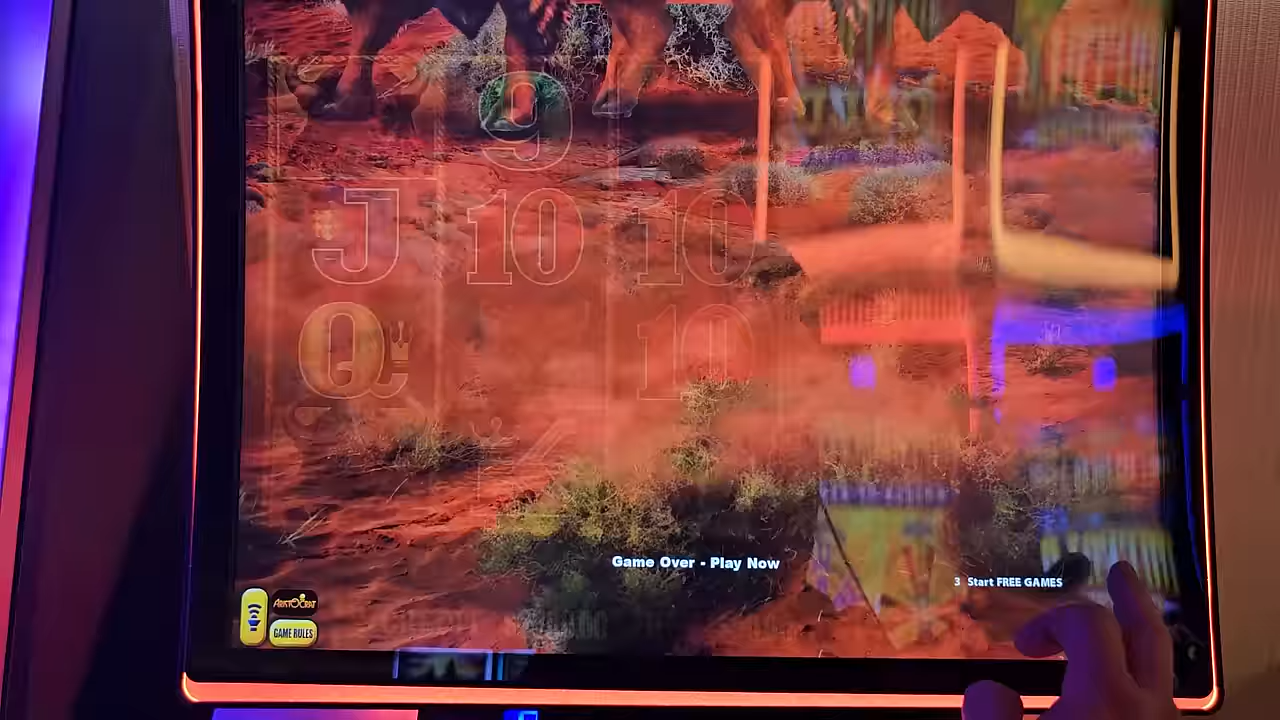 9
J 10 10
Q 10
K
Game Over - Play Now
3 Start FREE GAMES
ARISTOCRAT
GAME RULES